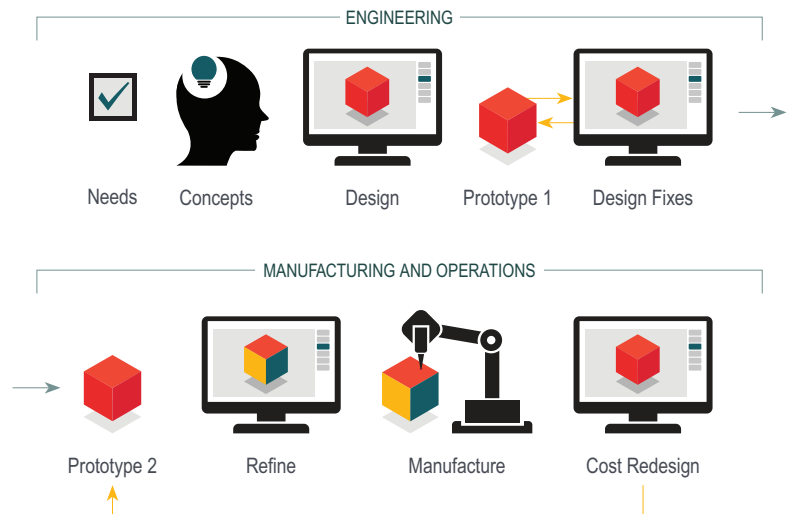 ENGINEERING
Needs
Concepts
Design
Prototype 1
Design Fixes
MANUFACTURING AND OPERATIONS
Prototype 2
Refine
Manufacture
Cost Redesign